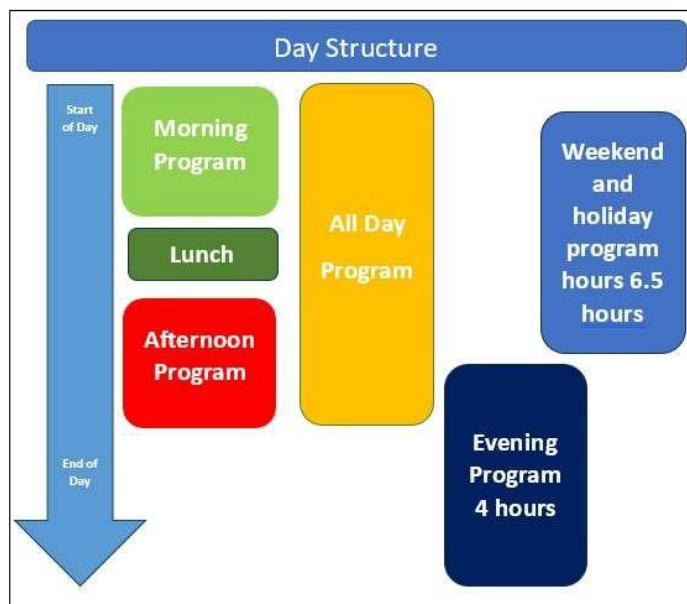 Day Structure
Start
of Day
Morning
Program
Lunch
Afternoon
Program
End of
Day
All Day
Program
Evening
Program
4 hours
Weekend
and
holiday
program
hours 6.5
hours